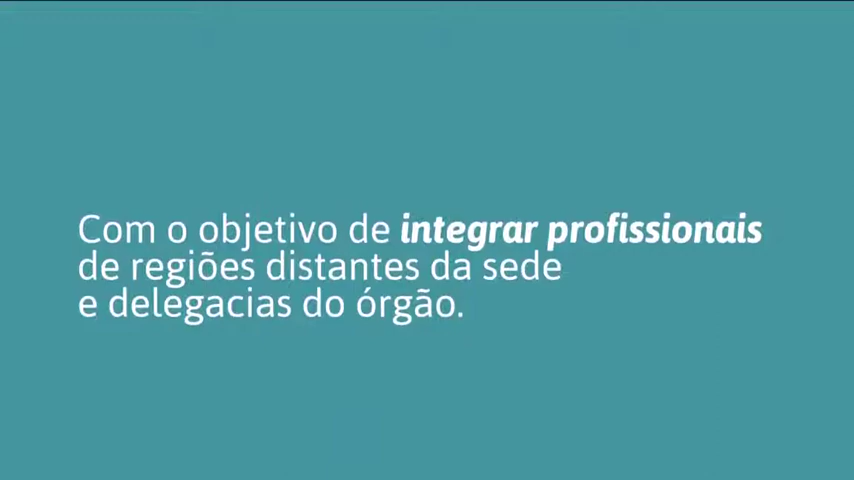 Com o objetivo de integrar profissionais
de regiões distantes da sede
e delegacias do órgão.